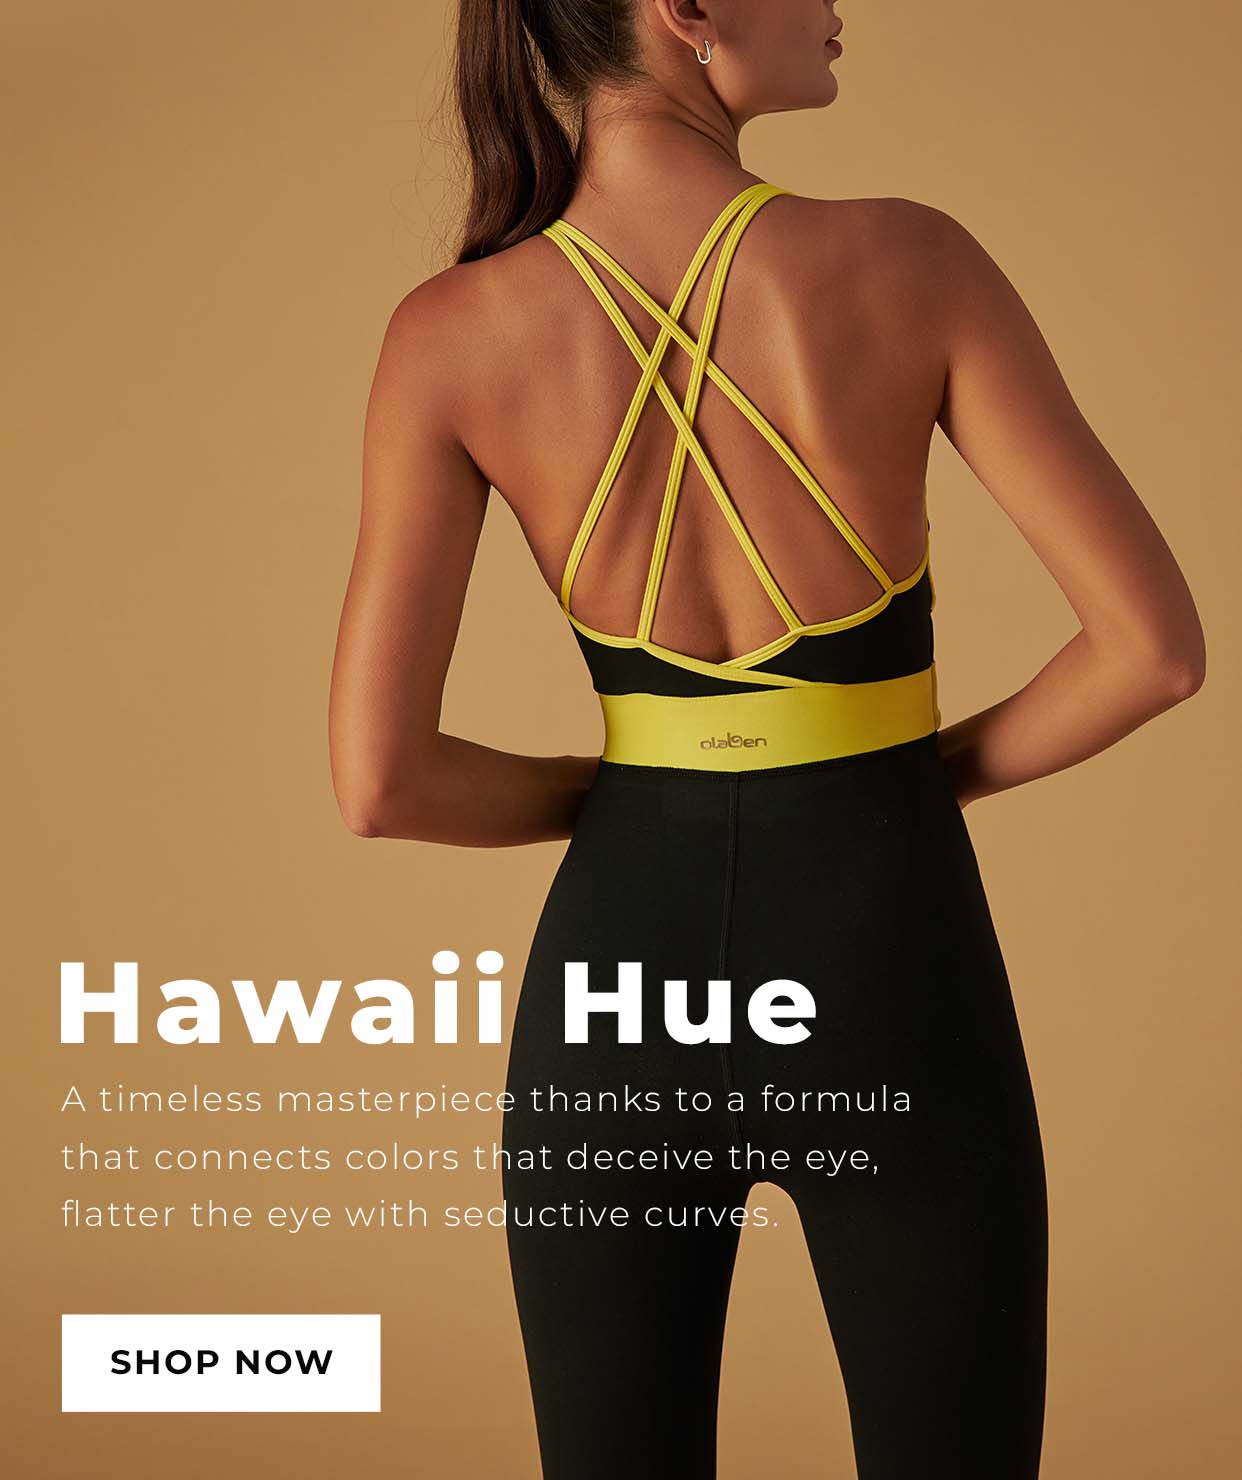 olaben
Hawaii Hue
A timeless masterpiece thanks to a formula
that connects colors that deceive the eye,
flatter the eye with seductive curves.
SHOP NOW